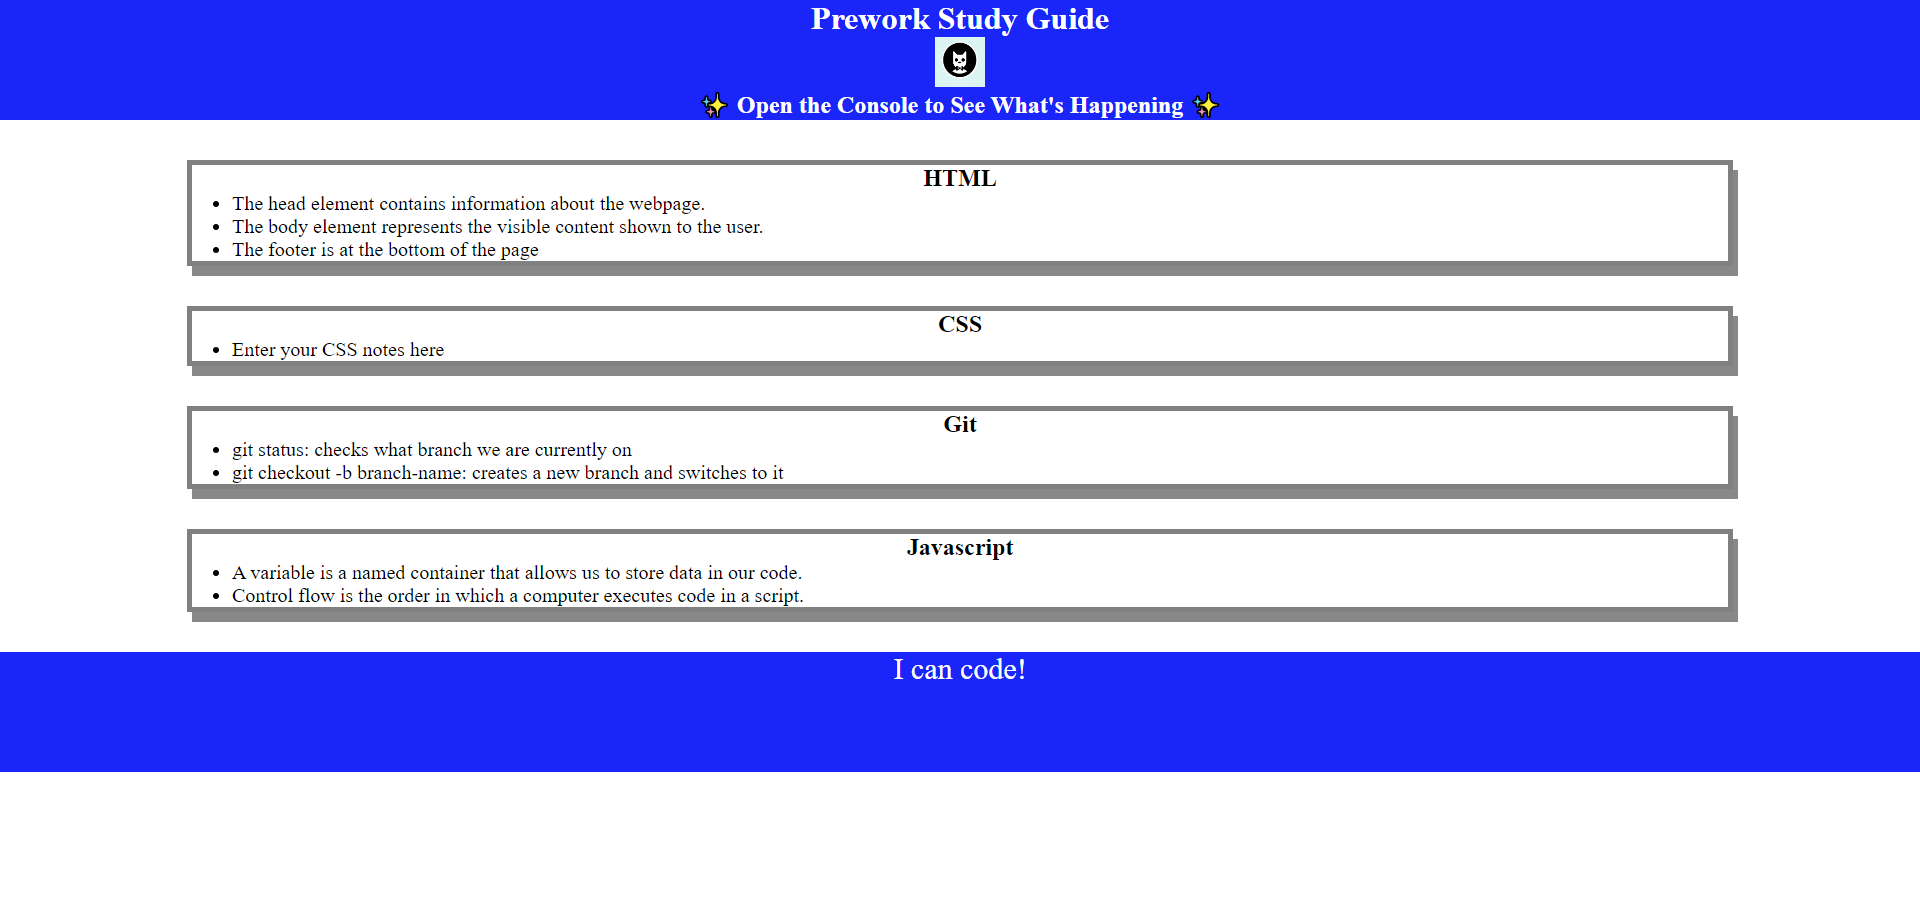 Prework Study Guide
✨ Open the Console to See What's Happening ✨
HTML
• The head element contains information about the webpage.
• The body element represents the visible content shown to the user.
• The footer is at the bottom of the page
CSS
• Enter your CSS notes here
Git
• git status: checks what branch we are currently on
• git checkout -b branch-name: creates a new branch and switches to it
Javascript
• A variable is a named container that allows us to store data in our code.
• Control flow is the order in which a computer executes code in a script.
I can code!